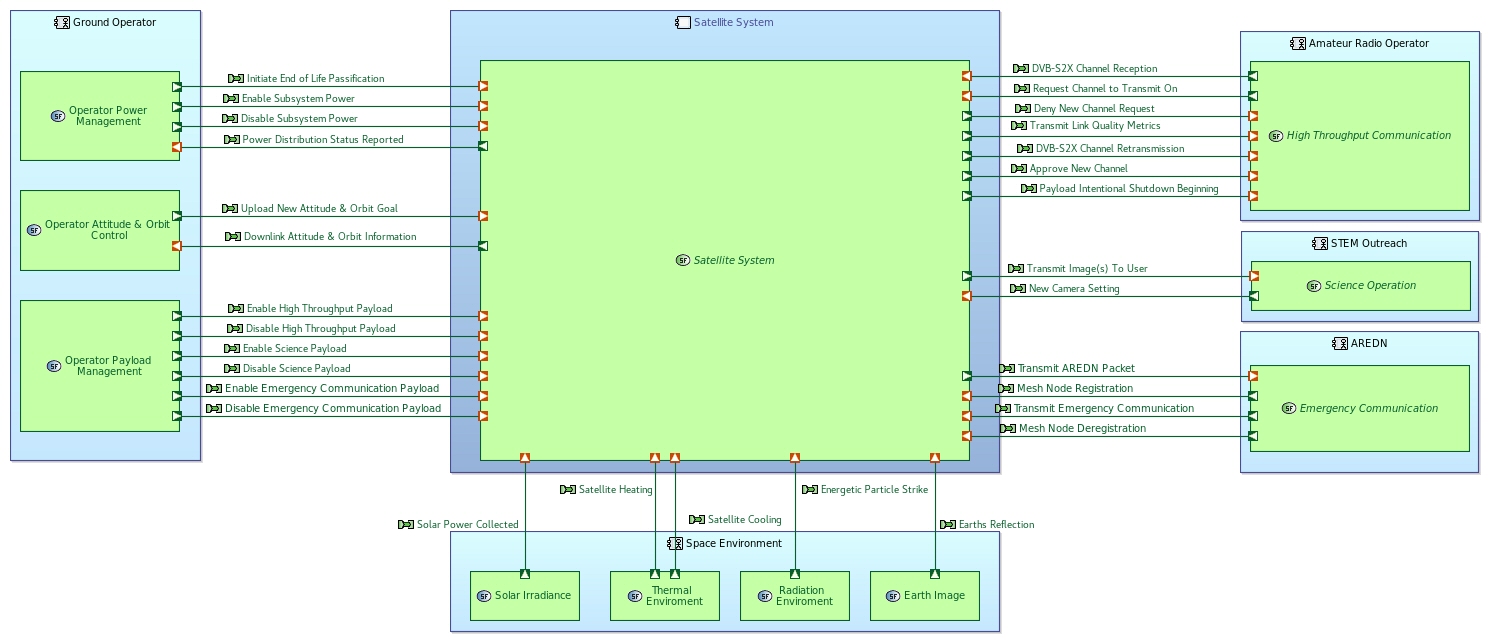 Ground Operator
Operator Power
Management
Initiate End of Life Passification
Enable Subsystem Power
Disable Subsystem Power
Power Distribution Status Reported
Operator Attitude & Orbit
Control
Upload New Attitude & Orbit Goal
Downlink Attitude & Orbit Information
Operator Payload
Management
Enable High Throughput Payload
Disable High Throughput Payload
Enable Science Payload
Disable Science Payload
Enable Emergency Communication Payload
Disable Emergency Communication Payload
Satellite System
SF Satellite System
Amateur Radio Operator
DVB-S2X Channel Reception
Request Channel to Transmit On
Deny New Channel Request
Transmit Link Quality Metrics
DVB-S2X Channel Retransmission
Approve New Channel
Payload Intentional Shutdown Beginning
SF High Throughput Communication
STEM Outreach
Transmit Image(s) To User
New Camera Setting
SF Science Operation
AREDN
Transmit AREDN Packet
Mesh Node Registration
Transmit Emergency Communication
Mesh Node Deregistration
SF Emergency Communication
Satellite Heating
Energetic Particle Strike
Solar Power Collected
Satellite Cooling
Earths Reflection
Space Environment
SF Solar Irradiance
SF Thermal
Enviroment
SF Radiation
Enviroment
SF Earth Image